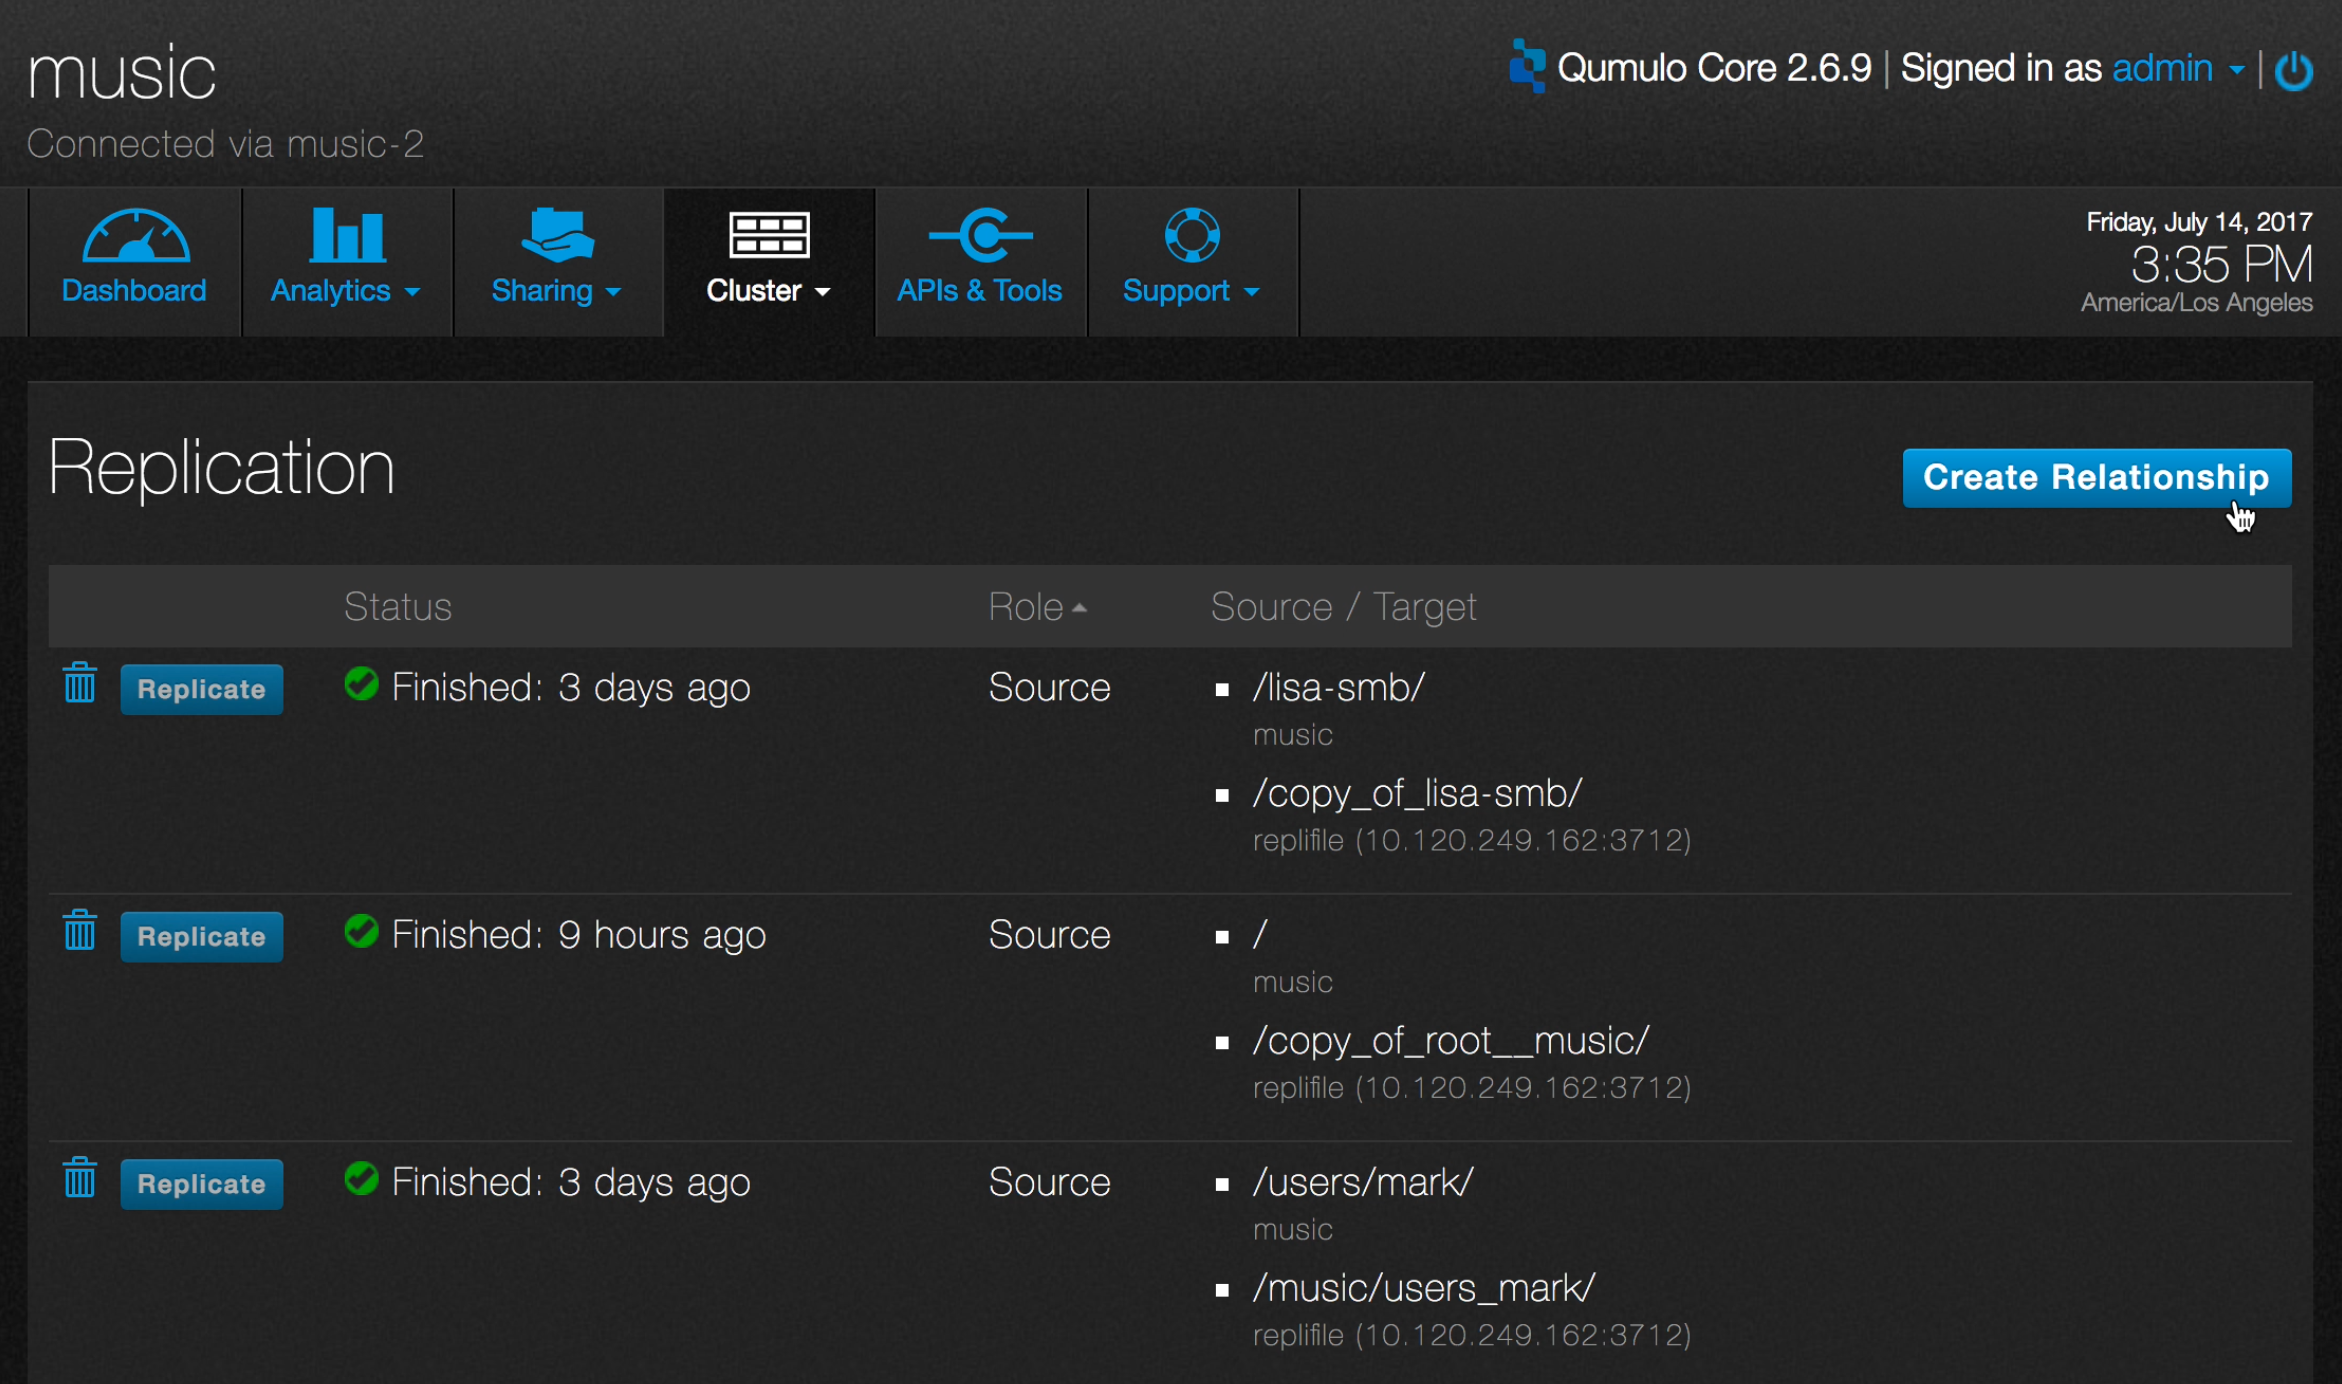 music
Qumulo Core 2.6.9 | Signed in as admin
Connected via music-2
Dashboard
Analytics
Sharing
Cluster
APIs & Tools
Support
Friday, July 14, 2017
3:35 PM
America/Los Angeles
Replication
Create Relationship
Status
Role
Source / Target
Replicate
Finished: 3 days ago
Source
/lisa-smb/
music
/copy_of_lisa-smb/
replifile (10.120.249.162:3712)
Replicate
Finished: 9 hours ago
Source
/
music
/copy_of_root__music/
replifile (10.120.249.162:3712)
Replicate
Finished: 3 days ago
Source
/users/mark/
music
/music/users_mark/
replifile (10.120.249.162:3712)